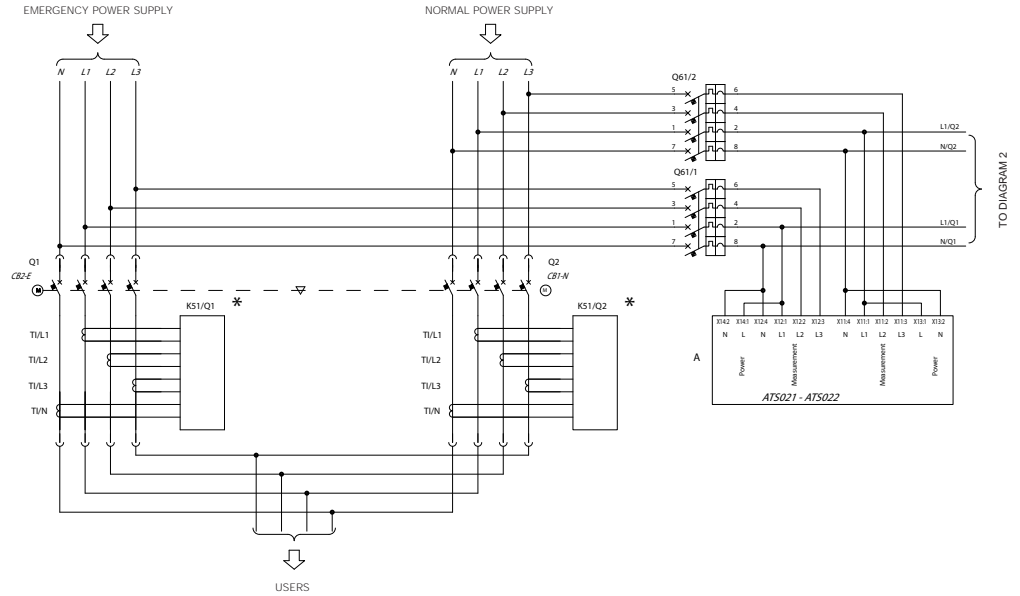 EMERGENCY POWER SUPPLY
NORMAL POWER SUPPLY
N L1 L2 L3
N L1 L2 L3
Q61/2
5 6
3 4
1 2 L1/Q2
7 8 N/Q2
TO DIAGRAM 2
Q61/1
5 6
3 4
1 2 L1/Q1
7 8 N/Q1
Q1
CB2-E
M
Q2
CB1-N
M
K51/Q1 *
K51/Q2 *
TI/L1
TI/L2
TI/L3
TI/N
TI/L1
TI/L2
TI/L3
TI/N
X14:2 X14:1 X12:4 X12:1 X12:2 X12:3 X11:4 X11:1 X11:2 X11:3 X13:1 X13:2
N L N L1 L2 L3 N L1 L2 L3 L N
A
Power
Measurement
Measurement
Power
ATS021 - ATS022
USERS